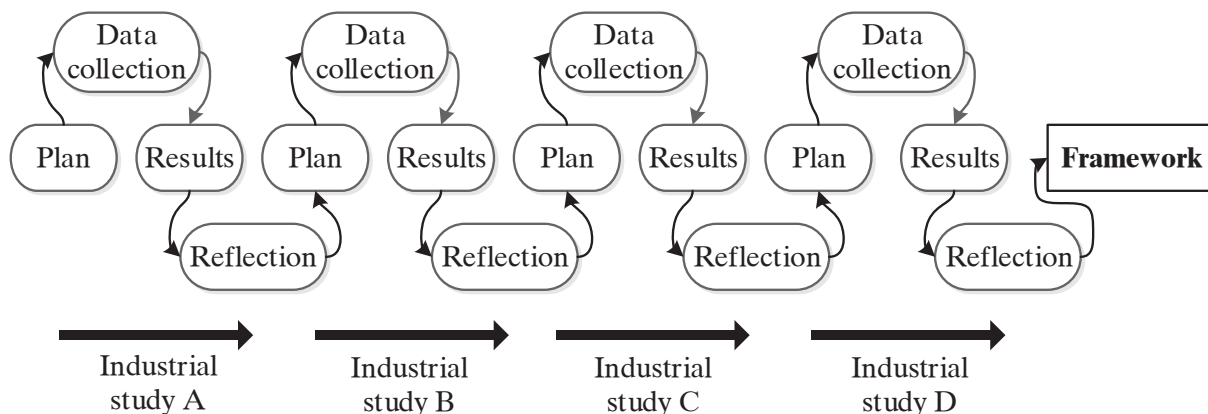 Data
collection
Data
collection
Data
collection
Data
collection
Plan
Results
Plan
Results
Plan
Results
Plan
Results
Framework
Reflection
Reflection
Reflection
Reflection
Industrial
study A
Industrial
study B
Industrial
study C
Industrial
study D